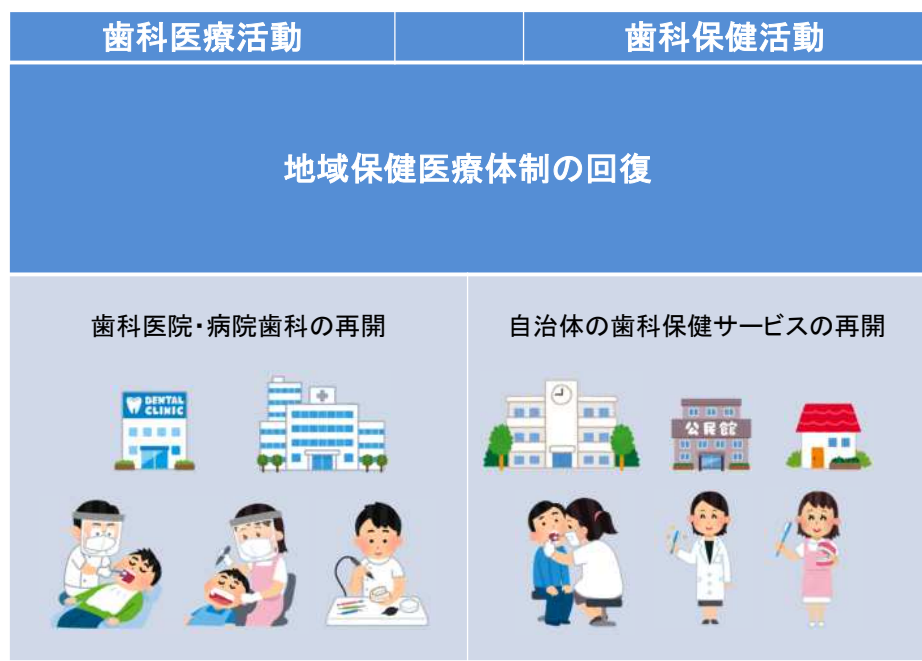 歯科医療活動
歯科保健活動
地域保健医療体制の回復
歯科医院・病院歯科の再開
自治体の歯科保健サービスの再開
DENTAL
CLINIC
公民館